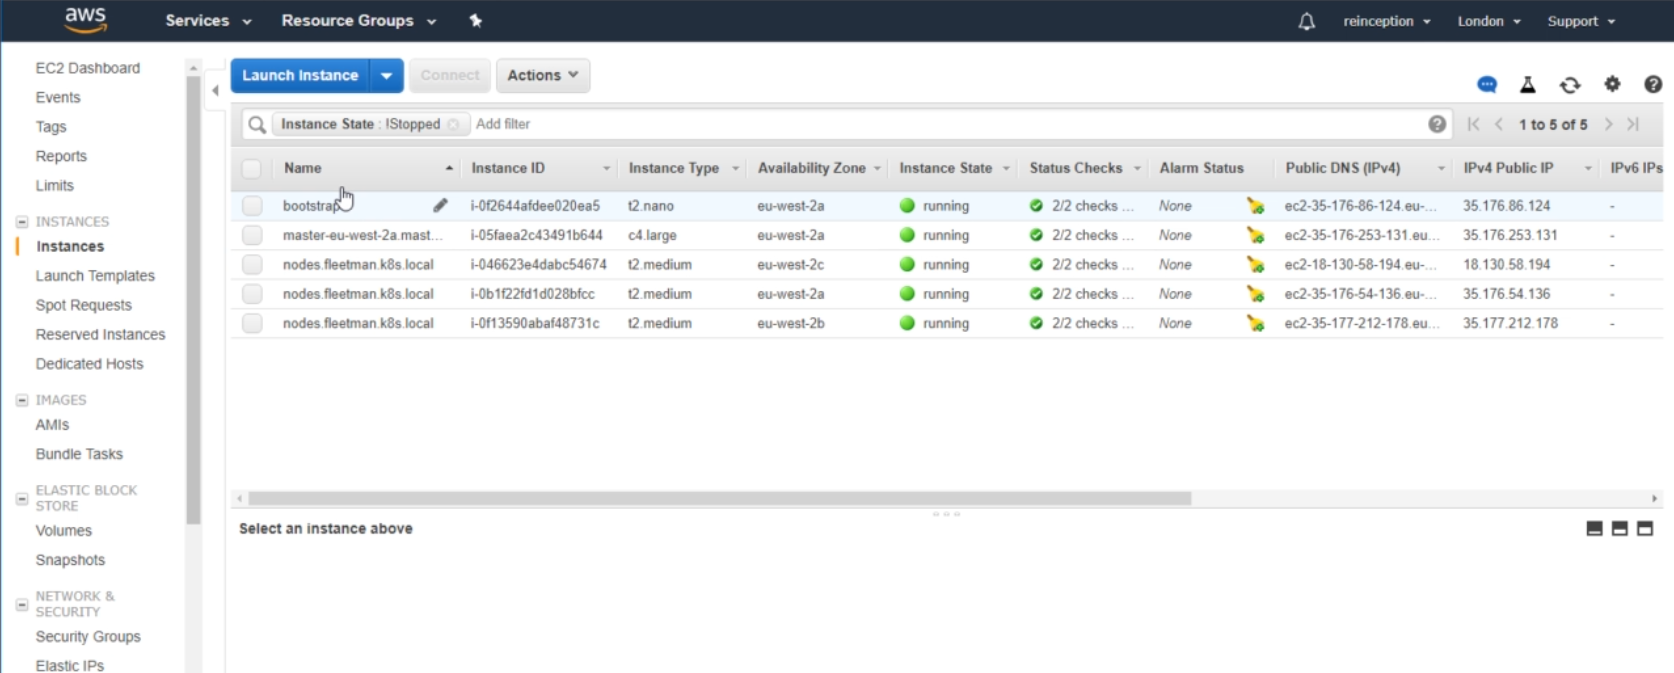 aws Services Resource Groups reinception London Support
EC2 Dashboard
Events
Tags
Reports
Limits
INSTANCES
Instances
Launch Templates
Spot Requests
Reserved Instances
Dedicated Hosts
IMAGES
AMIs
Bundle Tasks
ELASTIC BLOCK
STORE
Volumes
Snapshots
NETWORK &
SECURITY
Security Groups
Elastic IPs
Launch Instance Connect Actions
Instance State : !Stopped Add filter 1 to 5 of 5
Name Instance ID Instance Type Availability Zone Instance State Status Checks Alarm Status Public DNS (IPv4) IPv4 Public IP IPv6 IPs
bootstrap i-0f2644afdee020ea5 t2.nano eu-west-2a running 2/2 checks ... None ec2-35-176-86-124.eu-... 35.176.86.124 -
master-eu-west-2a.mast... i-05faea2c43491b644 c4.large eu-west-2a running 2/2 checks ... None ec2-35-176-253-131.eu... 35.176.253.131 -
nodes.fleetman.k8s.local i-046623e4dabc54674 t2.medium eu-west-2c running 2/2 checks ... None ec2-18-130-58-194.eu-... 18.130.58.194 -
nodes.fleetman.k8s.local i-0b1f22fd1d028bfcc t2.medium eu-west-2a running 2/2 checks ... None ec2-35-176-54-136.eu-... 35.176.54.136 -
nodes.fleetman.k8s.local i-0f13590abaf48731c t2.medium eu-west-2b running 2/2 checks ... None ec2-35-177-212-178.eu... 35.177.212.178 -
Select an instance above